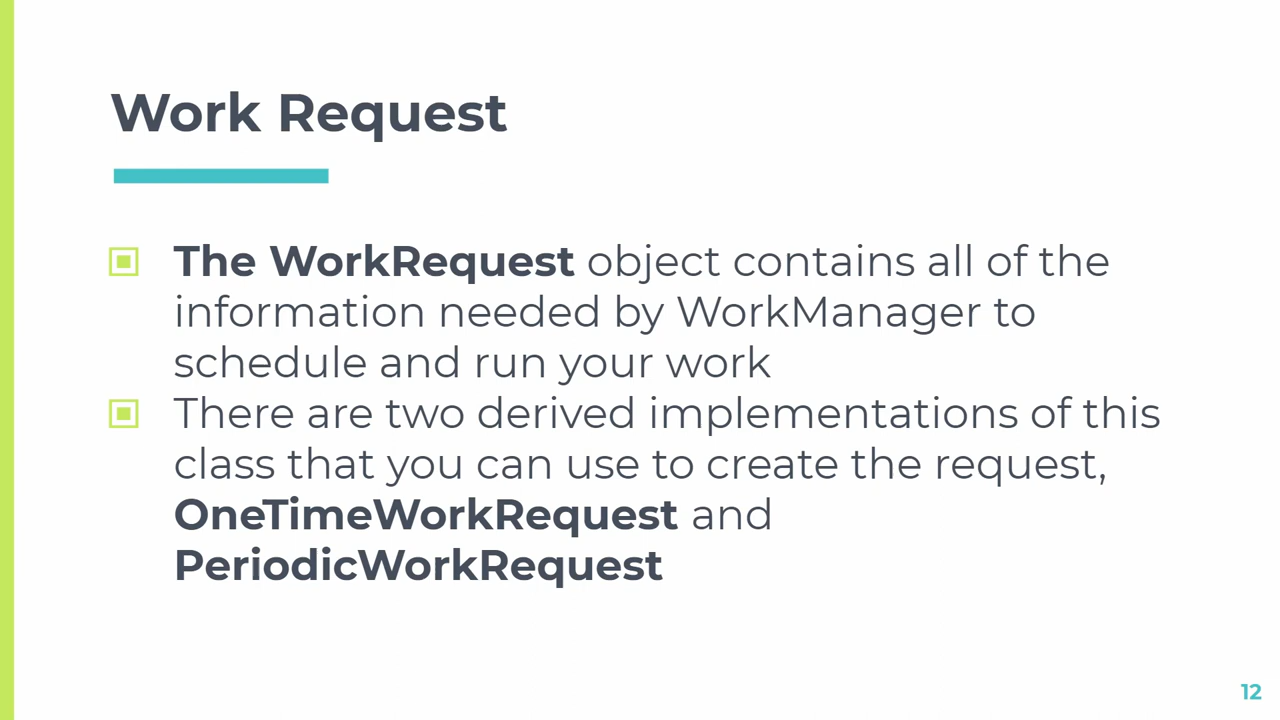 Work Request
The WorkRequest object contains all of the
information needed by WorkManager to
schedule and run your work
There are two derived implementations of this
class that you can use to create the request,
OneTimeWorkRequest and
PeriodicWorkRequest
12